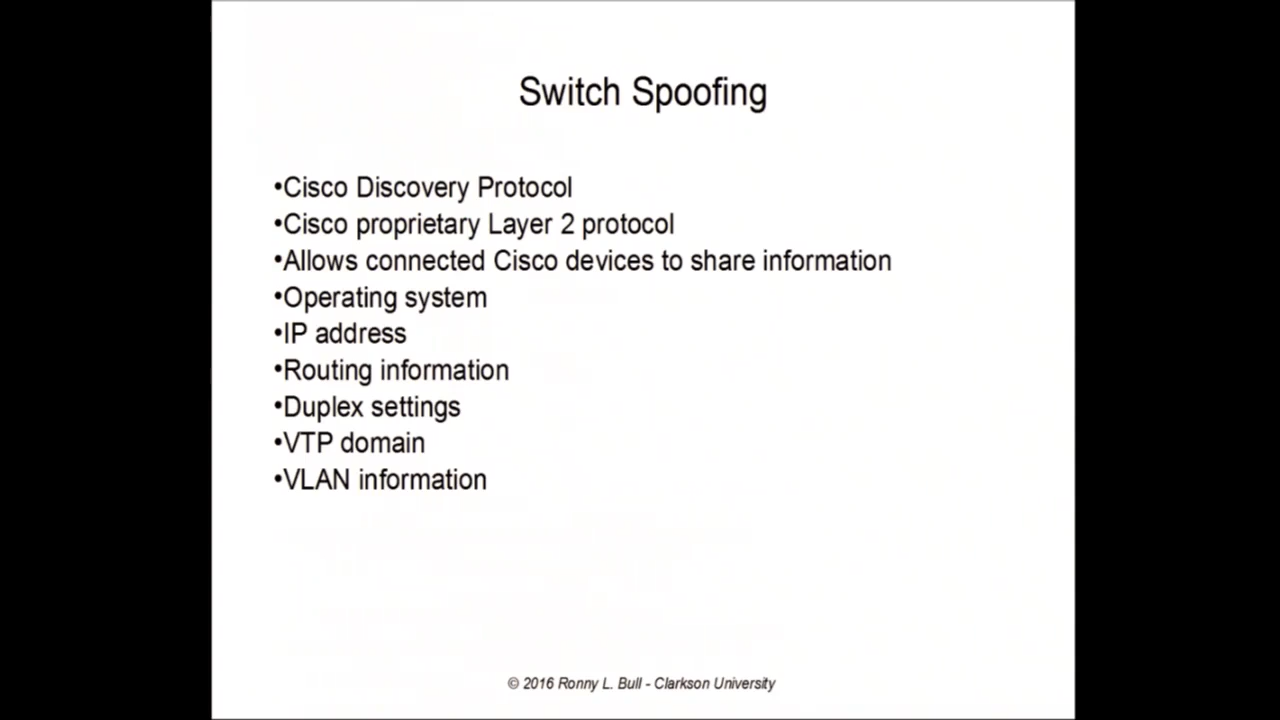 Switch Spoofing
•Cisco Discovery Protocol
•Cisco proprietary Layer 2 protocol
•Allows connected Cisco devices to share information
•Operating system
•IP address
•Routing information
•Duplex settings
•VTP domain
•VLAN information
© 2016 Ronny L. Bull - Clarkson University